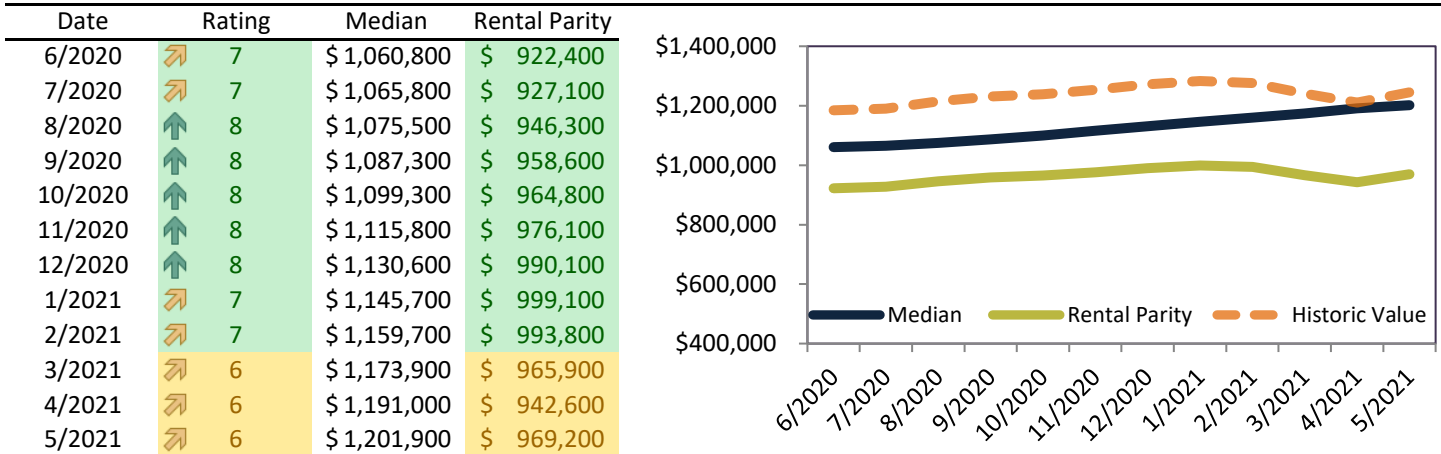 Date Rating Median Rental Parity
6/2020 7 $ 1,060,800 $ 922,400
7/2020 7 $ 1,065,800 $ 927,100
8/2020 8 $ 1,075,500 $ 946,300
9/2020 8 $ 1,087,300 $ 958,600
10/2020 8 $ 1,099,300 $ 964,800
11/2020 8 $ 1,115,800 $ 976,100
12/2020 8 $ 1,130,600 $ 990,100
1/2021 7 $ 1,145,700 $ 999,100
2/2021 7 $ 1,159,700 $ 993,800
3/2021 6 $ 1,173,900 $ 965,900
4/2021 6 $ 1,191,000 $ 942,600
5/2021 6 $ 1,201,900 $ 969,200
$1,400,000
$1,200,000
$1,000,000
$800,000
$600,000
$400,000
Median Rental Parity Historic Value
6/2020 7/2020 8/2020 9/2020 10/2020 11/2020 12/2020 1/2021 2/2021 3/2021 4/2021 5/2021